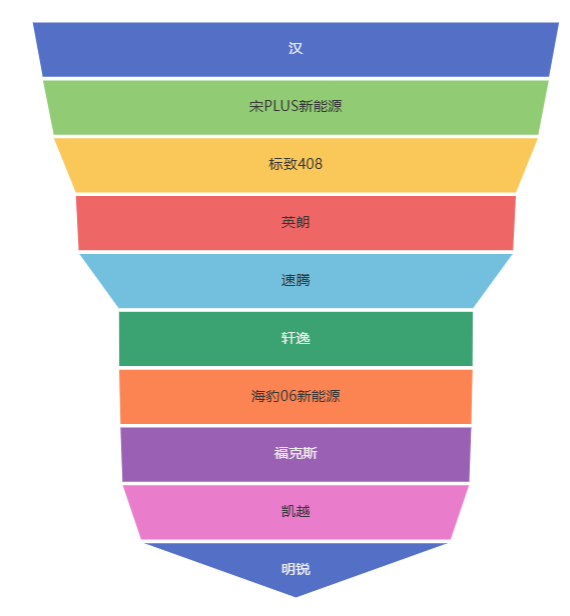 汉
宋PLUS新能源
标致408
英朗
速腾
轩逸
海豹06新能源
福克斯
凯越
明锐